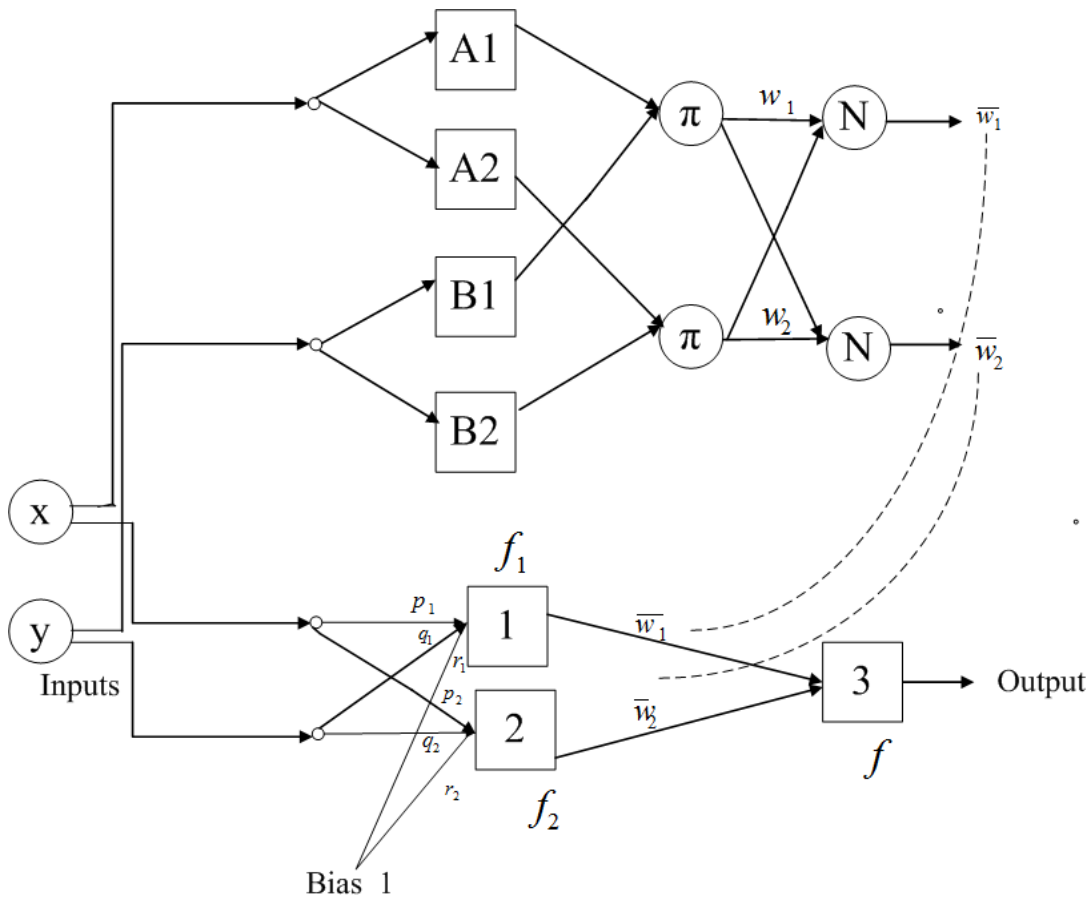 A1
A2
B1
B2
π
π
w₁
w₂
N
N
w̅₁
w̅₂
x
y
Inputs
f₁
1
p₁
q₁
r₁
p₂
q₂
r₂
2
f₂
w̅₁
w̅₂
3
f
Output
Bias 1